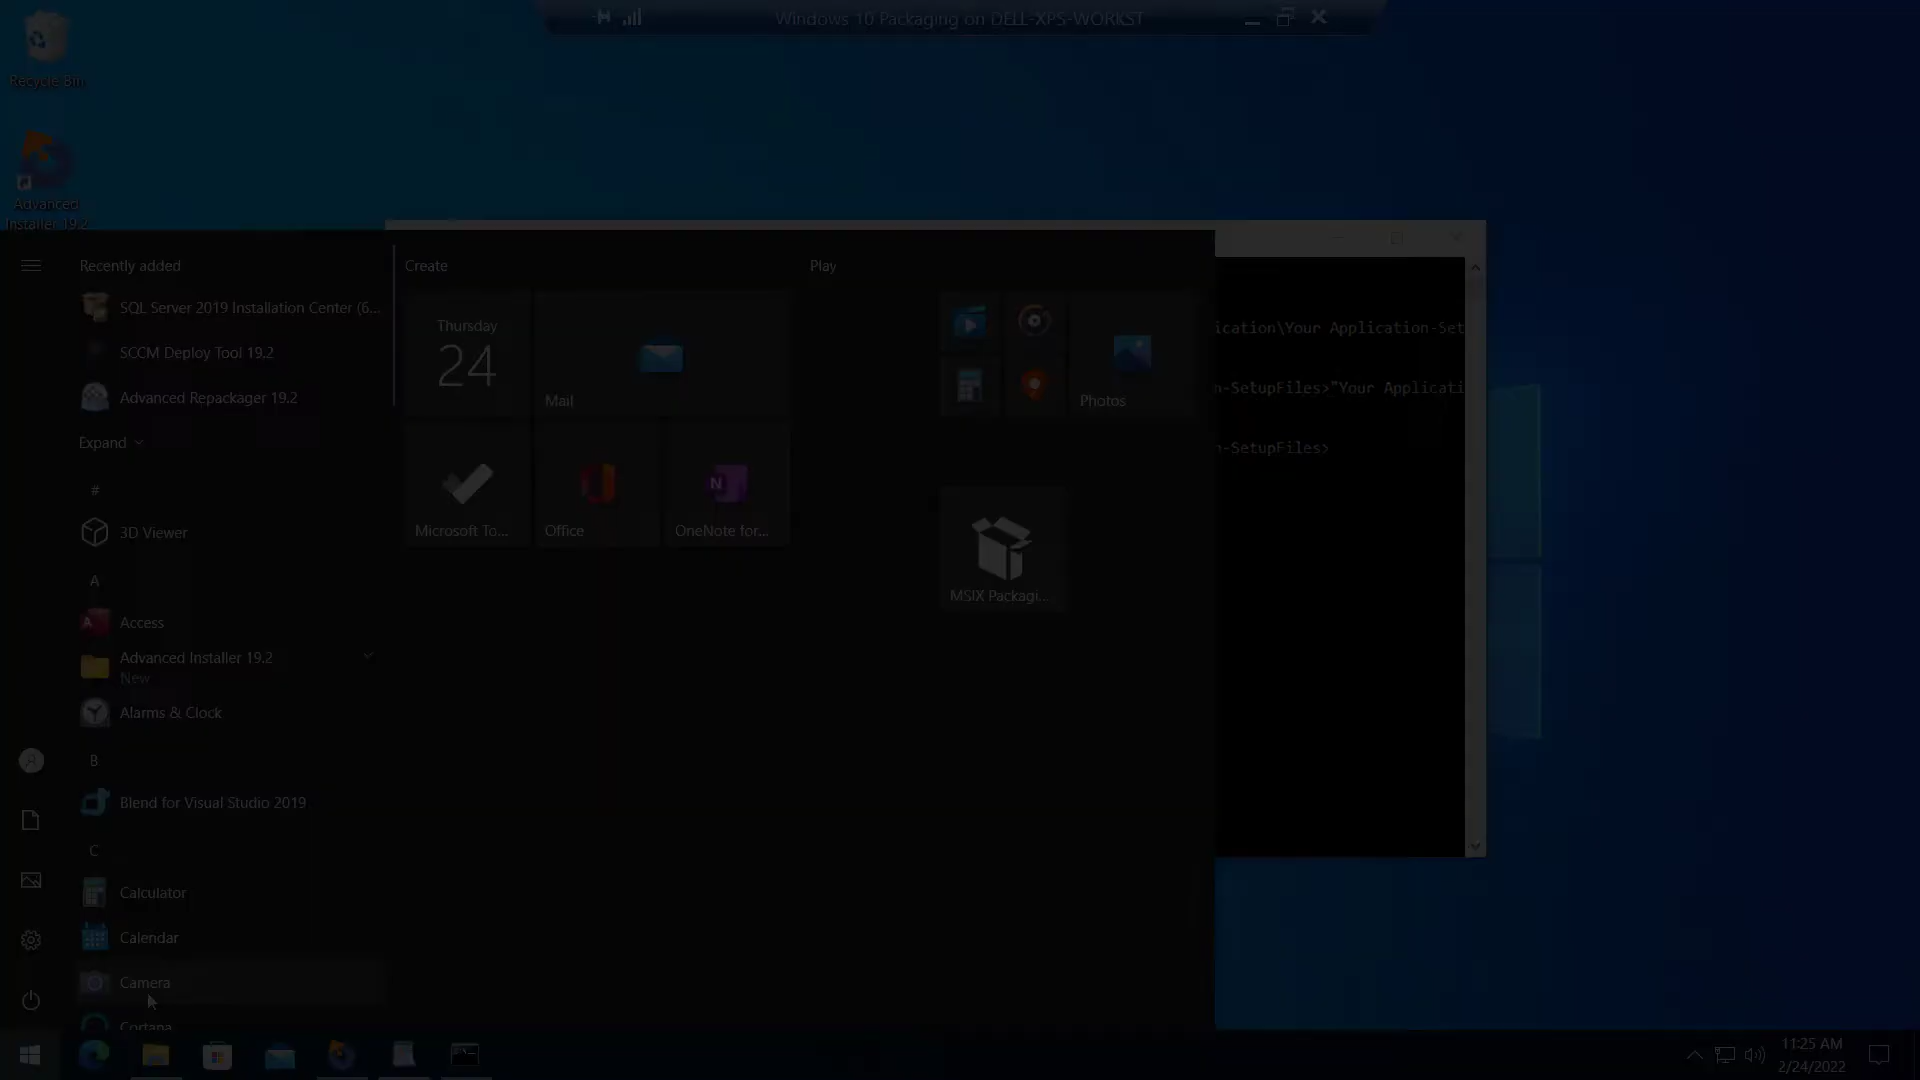 Windows 10 Packaging on DELL-XPS-WORKST
Recycle Bin
Advanced
Installer 19.2
Recently added
SQL Server 2019 Installation Center (6...
SCCM Deploy Tool 19.2
Advanced Repackager 19.2
Expand
#
3D Viewer
A
Access
Advanced Installer 19.2
New
Alarms & Clock
B
Blend for Visual Studio 2019
C
Calculator
Calendar
Camera
Cortana
Create
Thursday
24
Mail
Microsoft To...
Office
OneNote for...
Play
Photos
MSIX Packagi...
ication\Your Application-Set
n-SetupFiles>"Your Applicati
n-SetupFiles>
11:25 AM
2/24/2022